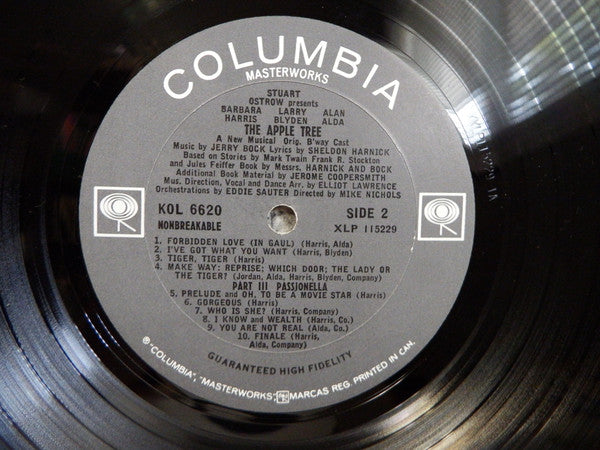 COLUMBIA
MASTERWORKS
STUART
OSTROW presents
BARBARA LARRY ALAN
HARRIS BLYDEN ALDA
THE APPLE TREE
A New Musical Orig. B'way Cast
Music by JERRY BOCK Lyrics by SHELDON HARNICK
Based on Stories by Mark Twain Frank R. Stockton
and Jules Feiffer Book by Messrs. HARNICK and BOCK
Additional Book Material by JEROME COOPERSMITH
Mus. Direction, Vocal and Dance Arr. by ELLIOT LAWRENCE
Orchestrations by EDDIE SAUTER Directed by MIKE NICHOLS
KOL 6620 SIDE 2
NONBREAKABLE XLP 115229
1. FORBIDDEN LOVE (IN GAUL) (Harris, Alda)
2. I'VE GOT WHAT YOU WANT (Harris, Blyden)
3. TIGER, TIGER (Harris)
4. MAKE WAY: REPRISE; WHICH DOOR; THE LADY OR
THE TIGER? (Jordan, Alda, Harris, Blyden, Company)
PART III PASSIONELLA
5. PRELUDE and OH, TO BE A MOVIE STAR (Harris)
6. GORGEOUS (Harris)
7. WHO IS SHE? (Harris, Company)
8. I KNOW and WEALTH (Harris, Co.)
9. YOU ARE NOT REAL (Alda, Co.)
10. FINALE (Harris,
Alda, Company)
GUARANTEED HIGH FIDELITY
® "COLUMBIA", "MASTERWORKS", MARCAS REG. PRINTED IN CAN.